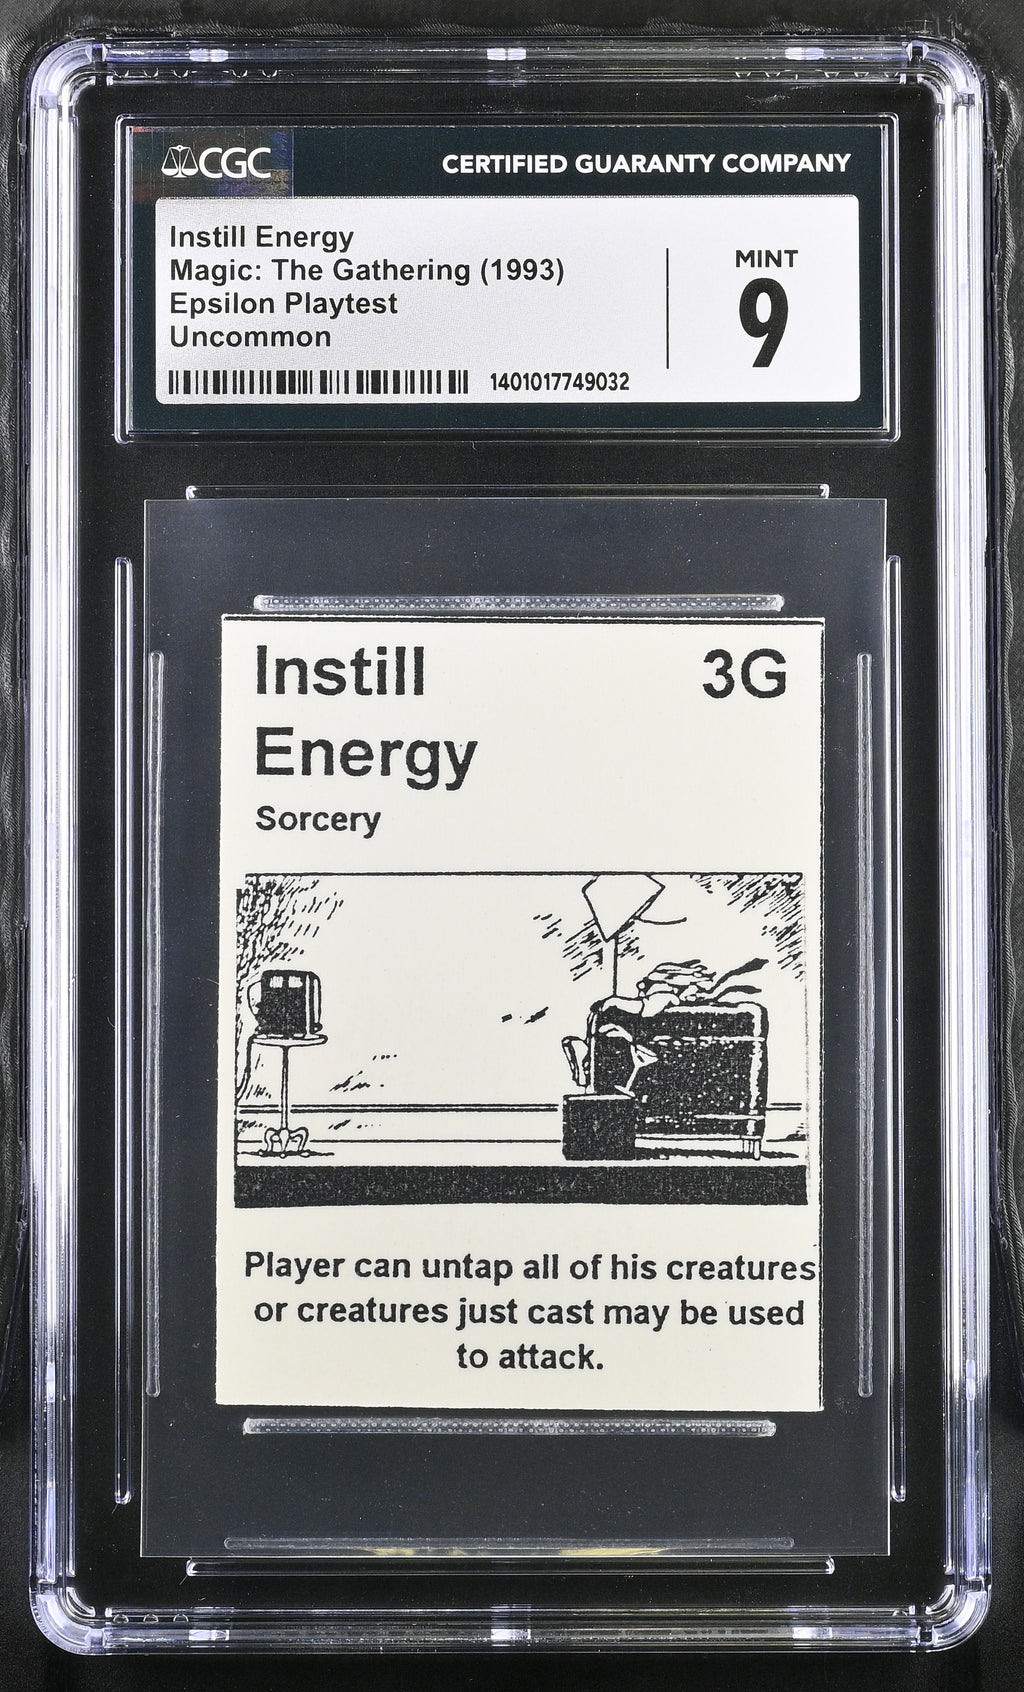 CGC
CERTIFIED GUARANTY COMPANY
Instill Energy
Magic: The Gathering (1993)
Epsilon Playtest
Uncommon
1401017749032
MINT
9
Instill 3G
Energy
Sorcery
Player can untap all of his creatures
or creatures just cast may be used
to attack.